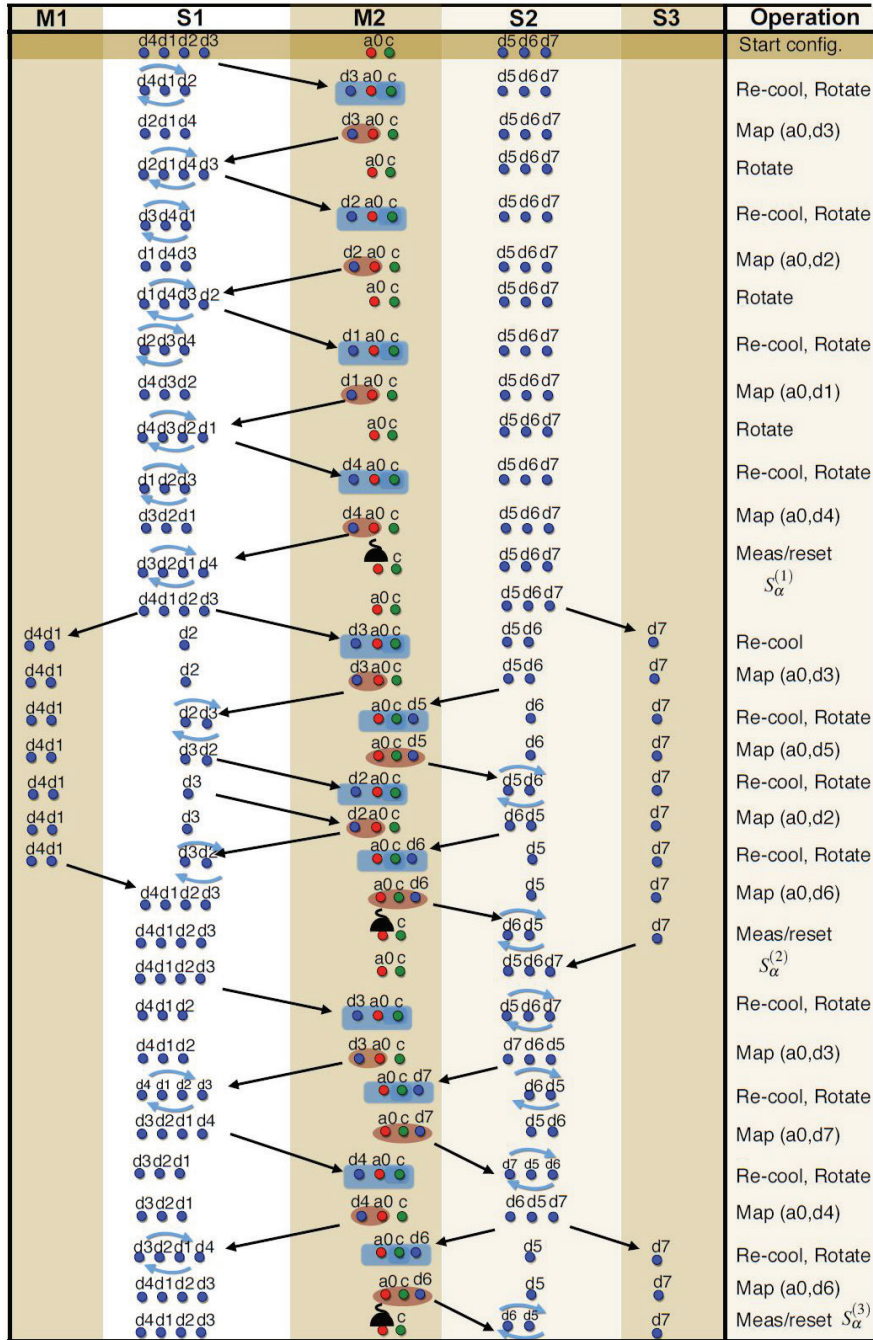 M1 S1 M2 S2 S3 Operation
d4d1d2 d3 a0 c d5d6d7 Start config.
d4d1d2 d3 a0 c d5d6d7 Re-cool, Rotate
d2d1d4 d3 a0 c d5d6d7 Map (a0,d3)
d2d1d4 d3 a0c d5d6d7 Rotate
d3d4d1 d2 a0c d5d6d7 Re-cool, Rotate
d1d4d3 d2 a0 c d5d6d7 Map (a0,d2)
d1d4d3 d2 a0c d5d6d7 Rotate
d2d3d4 d1 a0c d5d6d7 Re-cool, Rotate
d4d3d2 d1 a0c d5d6d7 Map (a0,d1)
d4d3d2d1 a0c d5d6d7 Rotate
d1d2d3 d4 a0c d5d6d7 Re-cool, Rotate
d3d2d1 d4 a0 c d5d6d7 Map (a0,d4)
d3d2d1d4 c d5d6d7 Meas/reset
S_α^(1)
d4d1d2d3 a0c d5d6d7
d4d1 d2 d3 a0c d5d6 d7 Re-cool
d4d1 d2 d3a0c d5d6 d7 Map (a0,d3)
d4d1 d2d3 a0 c d5 d6 d7 Re-cool, Rotate
d4d1 d3d2 a0 c d5 d6 d7 Map (a0,d5)
d4d1 d3 d2a0c d5d6 d7 Re-cool, Rotate
d4d1 d3 d2a0c d6d5 d7 Map (a0,d2)
d4d1 d3d2 a0 c d6 d5 d7 Re-cool, Rotate
d4d1d2d3 a0 c d6 d5 d7 Map (a0,d6)
d4d1d2d3 c d6d5 d7 Meas/reset
S_α^(2)
d4d1d2d3 a0 c d5d6d7
d4d1d2 d3 a0 c d5d6d7 Re-cool, Rotate
d4d1d2 d3 a0 c d7d6d5 Map (a0,d3)
d4 d1 d2 d3 a0 c d7 d6d5 Re-cool, Rotate
d3d2d1d4 a0 c d7 d5d6 Map (a0,d7)
d3d2d1 d4 a0 c d7 d5 d6 Re-cool, Rotate
d3d2d1 d4 a0 c d6 d5d7 Map (a0,d4)
d3d2d1d4 a0 c d6 d5 d7 Re-cool, Rotate
d4d1d2d3 a0 c d6 d5 d7 Map (a0,d6)
d4d1d2d3 c d6 d5 d7 Meas/reset S_α^(3)